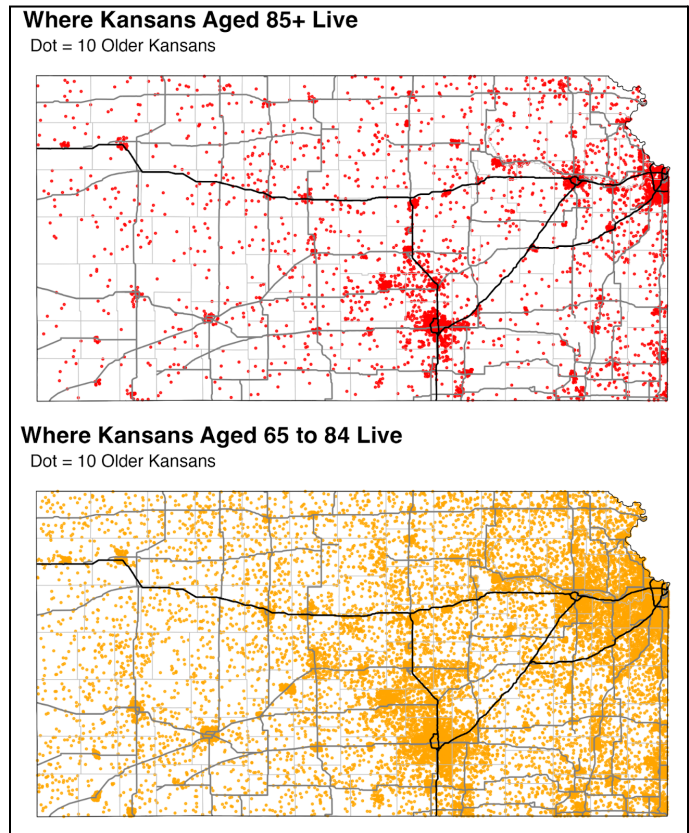 Where Kansans Aged 85+ Live
Dot = 10 Older Kansans
Where Kansans Aged 65 to 84 Live
Dot = 10 Older Kansans